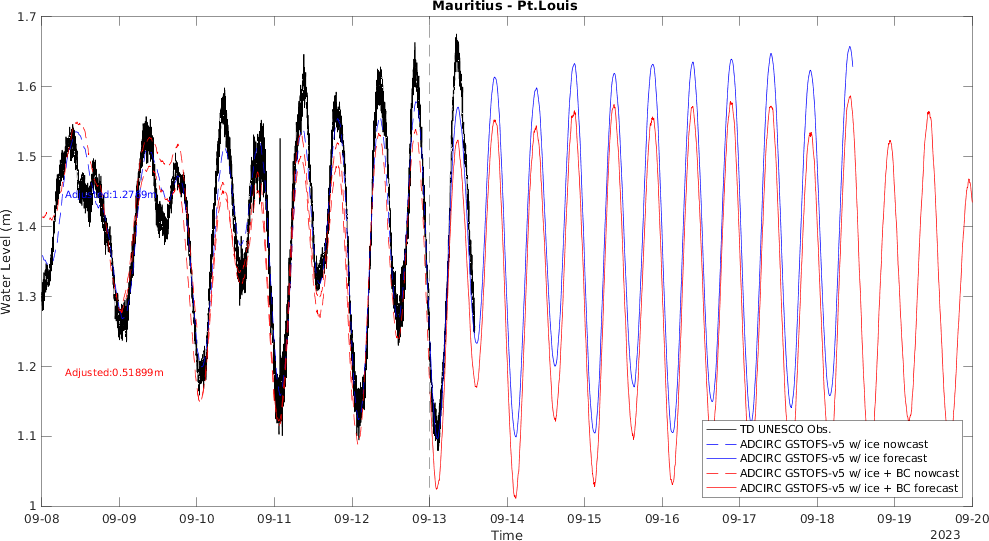 Mauritius - Pt.Louis
Water Level (m)
1.7
1.6
1.5
1.4
1.3
1.2
1.1
1
Adjusted:1.2769m
Adjusted:0.51899m
TD UNESCO Obs.
ADCIRC GSTOFS-v5 w/ ice nowcast
ADCIRC GSTOFS-v5 w/ ice forecast
ADCIRC GSTOFS-v5 w/ ice + BC nowcast
ADCIRC GSTOFS-v5 w/ ice + BC forecast
09-08 09-09 09-10 09-11 09-12 09-13 09-14 09-15 09-16 09-17 09-18 09-19 09-20
Time
2023